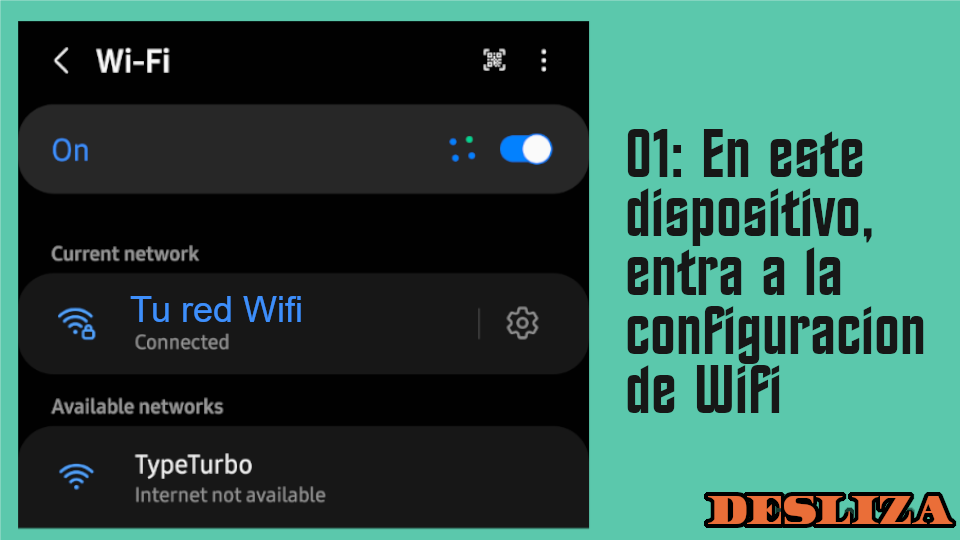 Wi-Fi
On
Current network
Tu red Wifi
Connected
Available networks
TypeTurbo
Internet not available
01: En este
dispositivo,
entra a la
configuracion
de Wifi
DESLIZA